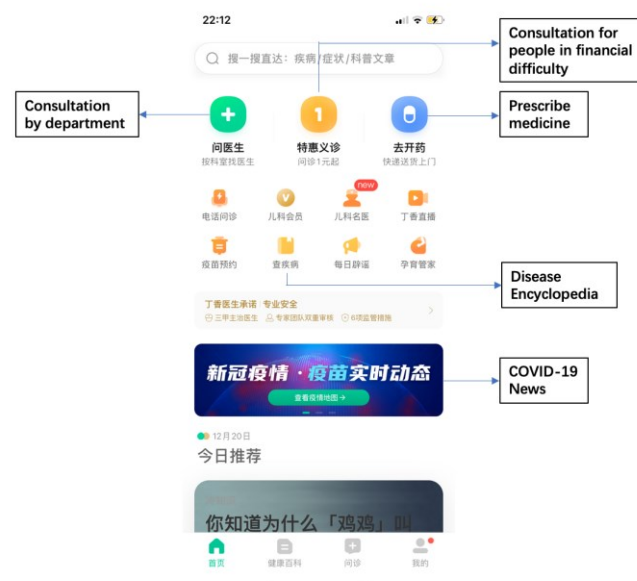 22:12
搜一搜直达：疾病/症状/科普文章
Consultation for
people in financial
difficulty
Consultation
by department
Prescribe
medicine
1
问医生
特惠义诊
去开药
按科室找医生
问诊1元起
快速送货上门
new
电话问诊
儿科会员
儿科名医
丁香直播
疫苗预约
查疾病
每日辟谣
孕育管家
Disease
Encyclopedia
丁香医生承诺 专业安全
三甲主治医生 专家团队双重审核 6项监管措施
新冠疫情·疫苗实时动态
查看疫情地图→
COVID-19
News
12月20日
今日推荐
你知道为什么「鸡鸡」叫
首页
健康百科
问诊
我的